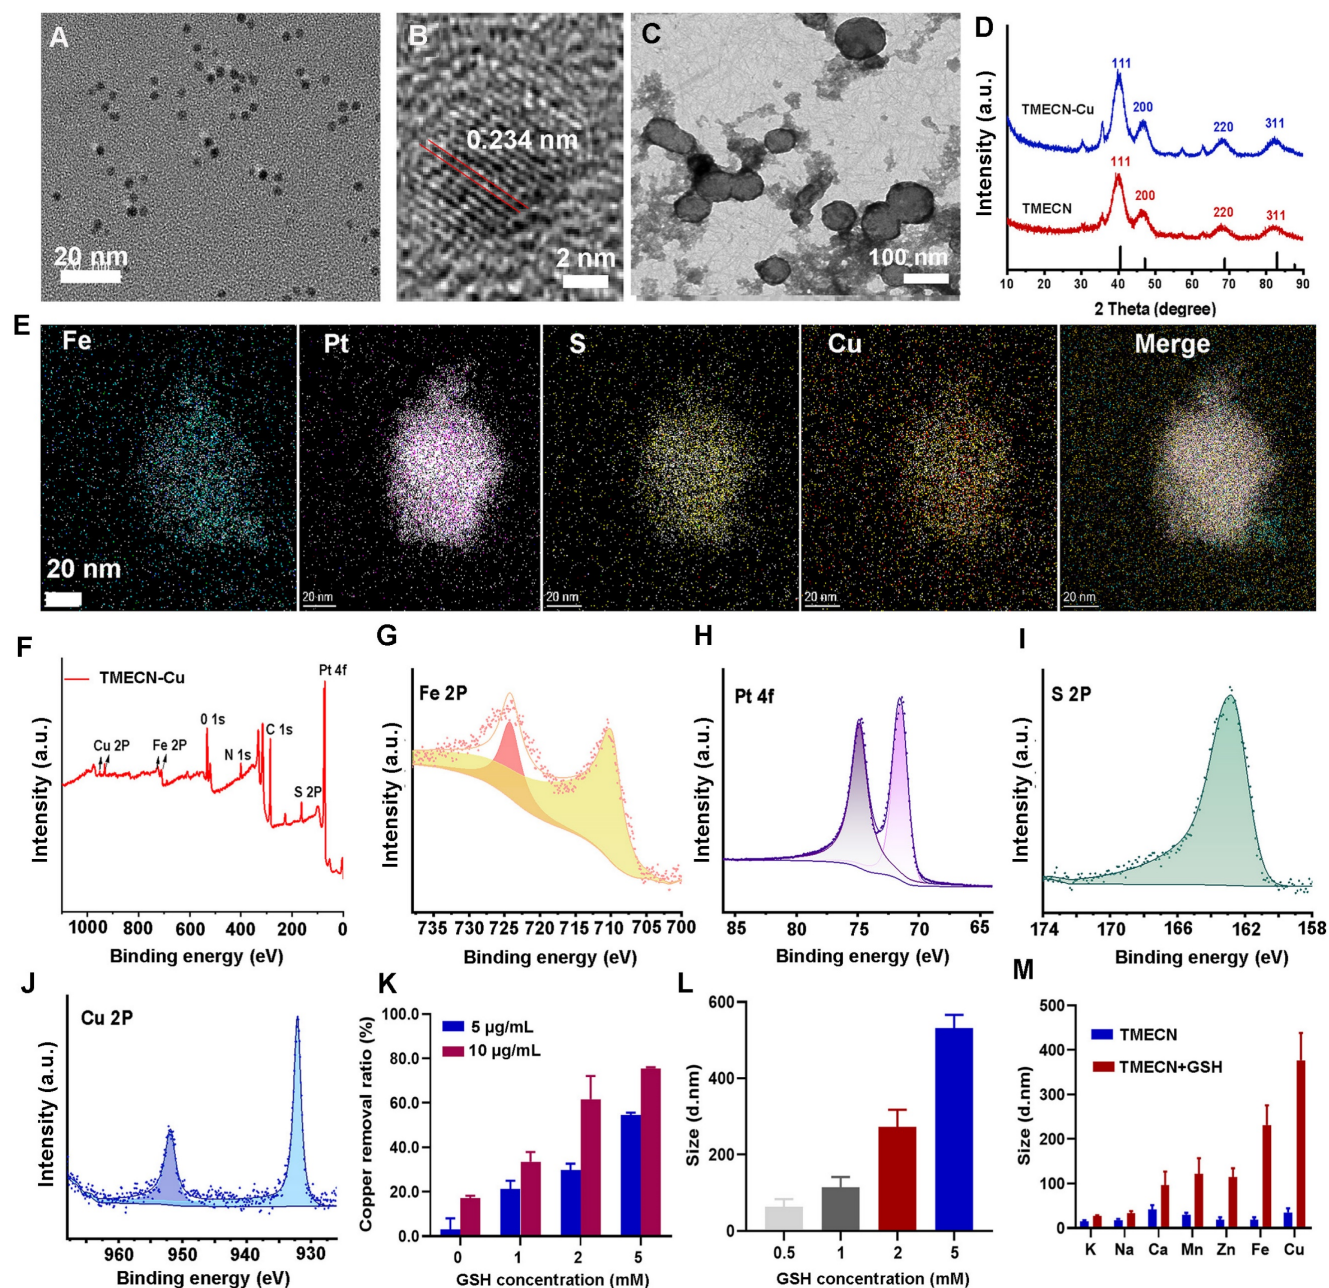 A
20 nm
B
0.234 nm
2 nm
C
100 nm
D
Intensity (a.u.)
111
200
220
311
TMECN-Cu
111
200
220
311
TMECN
10 20 30 40 50 60 70 80 90
2 Theta (degree)
E
Fe
Pt
S
Cu
Merge
20 nm
20 nm
20 nm
20 nm
20 nm
F
TMECN-Cu
Pt 4f
0 1s
C 1s
Cu 2P
Fe 2P
N 1s
S 2P
Intensity (a.u.)
1000 800 600 400 200 0
Binding energy (eV)
G
Fe 2P
Intensity (a.u.)
735 730 725 720 715 710 705 700
Binding energy (eV)
H
Pt 4f
Intensity (a.u.)
85 80 75 70 65
Binding energy (eV)
I
S 2P
Intensity (a.u.)
174 170 166 162 158
Binding energy (eV)
J
Cu 2P
Intensity (a.u.)
960 950 940 930
Binding energy (eV)
K
Copper removal ratio (%)
100.0
80.0
60.0
40.0
20.0
0.0
5 µg/mL
10 µg/mL
0 1 2 5
GSH concentration (mM)
L
Size (d.nm)
600
400
200
0
0.5 1 2 5
GSH concentration (mM)
M
Size (d.nm)
500
400
300
200
100
50
0
TMECN
TMECN+GSH
K Na Ca Mn Zn Fe Cu